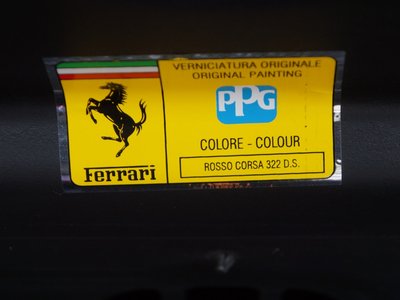 VERNICIATURA ORIGINALE
ORIGINAL PAINTING
PPG
COLORE - COLOUR
ROSSO CORSA 322 D.S.
Ferrari